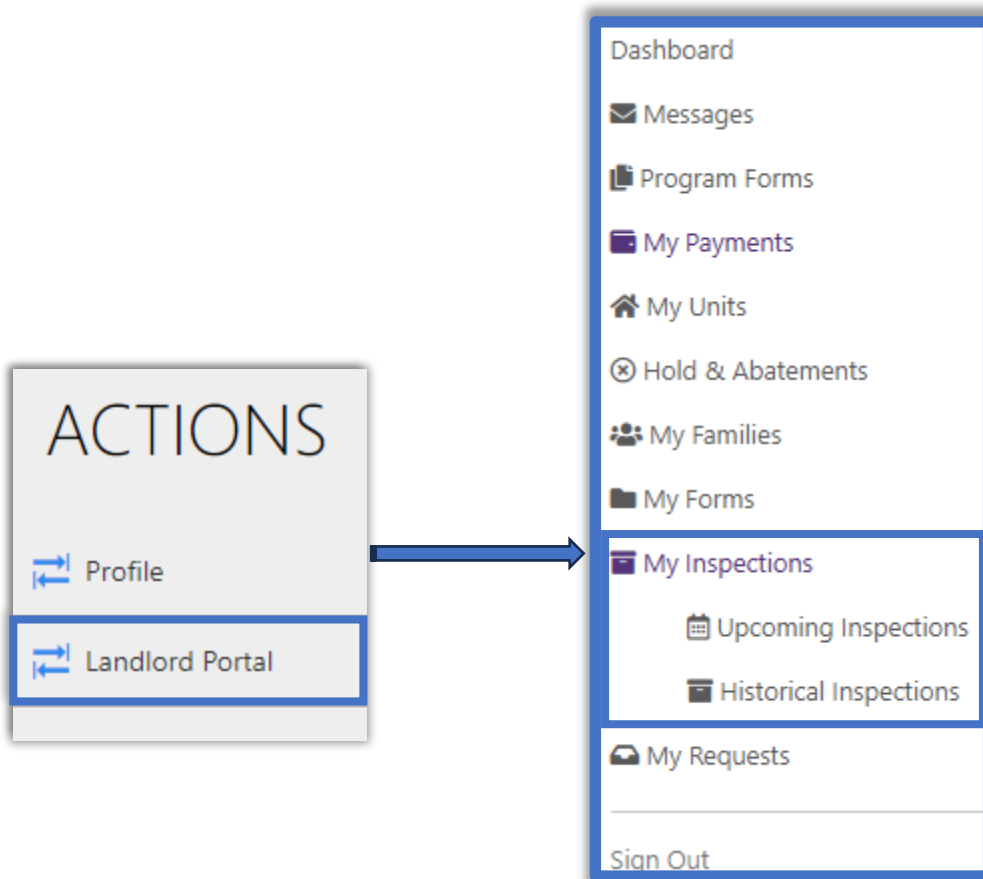 ACTIONS
Profile
Landlord Portal
Dashboard
Messages
Program Forms
My Payments
My Units
Hold & Abatements
My Families
My Forms
My Inspections
Upcoming Inspections
Historical Inspections
My Requests
Sign Out